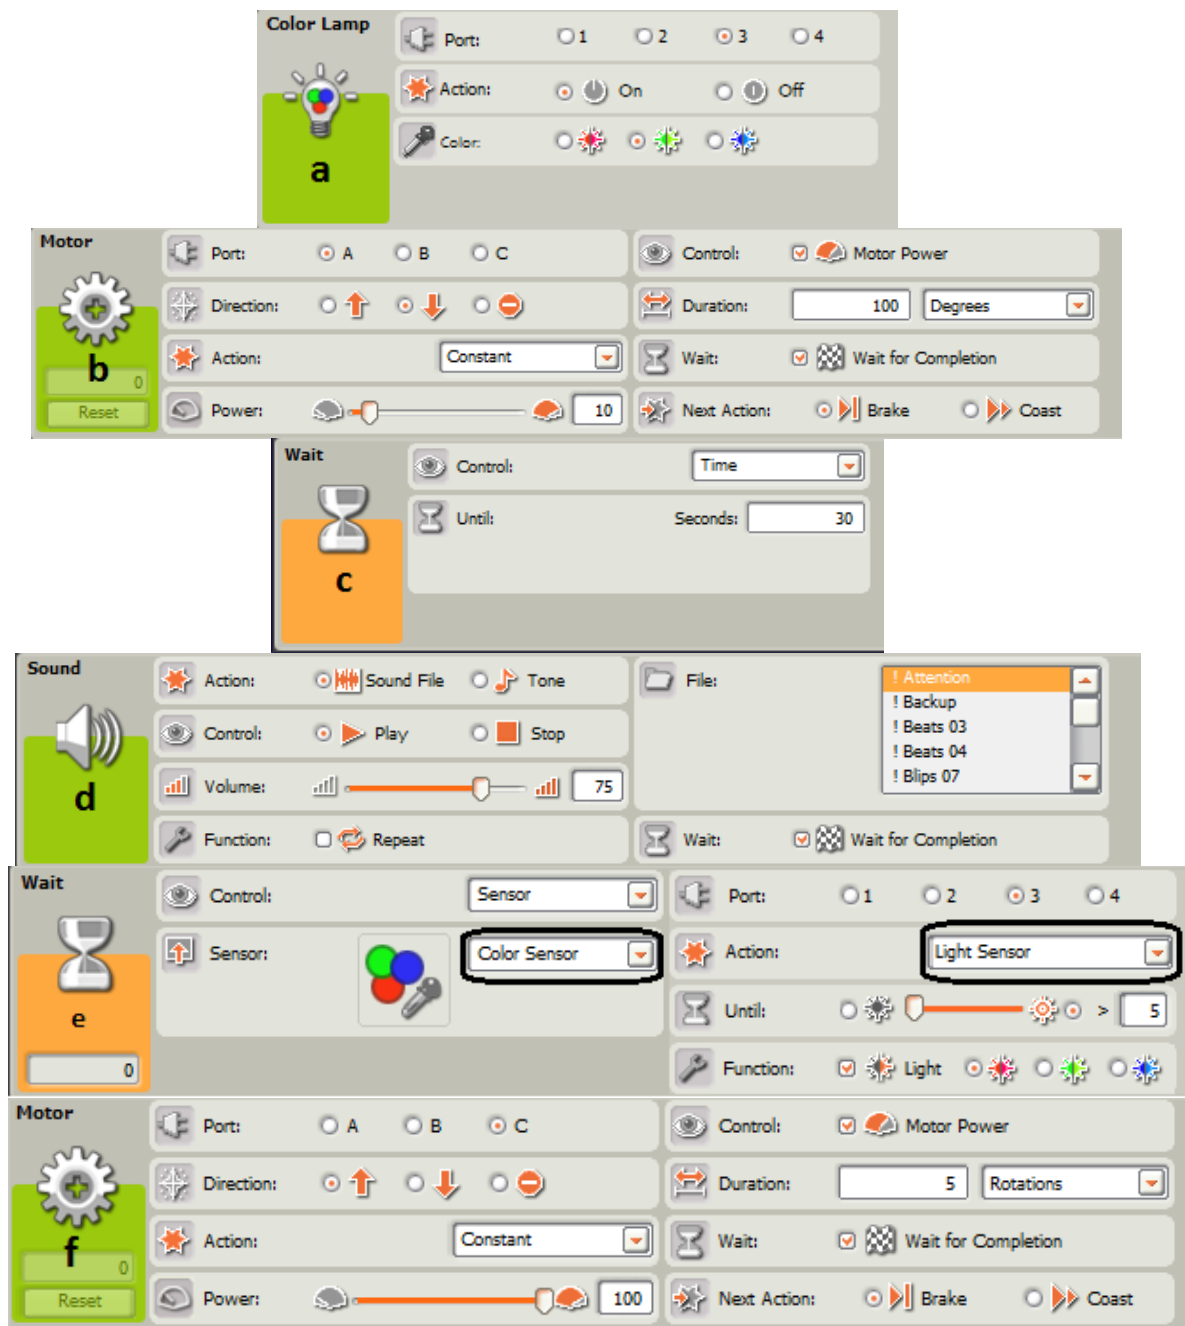 Color Lamp
Port: 1 2 3 4
Action: On Off
Color:
a
Motor
Port: A B C
Control: Motor Power
Direction:
Duration: 100 Degrees
Action: Constant
Wait: Wait for Completion
b
0
Reset
Power: 10
Next Action: Brake Coast
Wait
Control: Time
Until: Seconds: 30
c
Sound
Action: Sound File Tone
File: ! Attention
! Backup
! Beats 03
! Beats 04
! Blips 07
Control: Play Stop
d
Volume: 75
Function: Repeat
Wait: Wait for Completion
Wait
Control: Sensor
Port: 1 2 3 4
Sensor: Color Sensor
Action: Light Sensor
e
Until: > 5
0
Function: Light
Motor
Port: A B C
Control: Motor Power
Direction:
Duration: 5 Rotations
f
0
Action: Constant
Wait: Wait for Completion
Reset
Power: 100
Next Action: Brake Coast